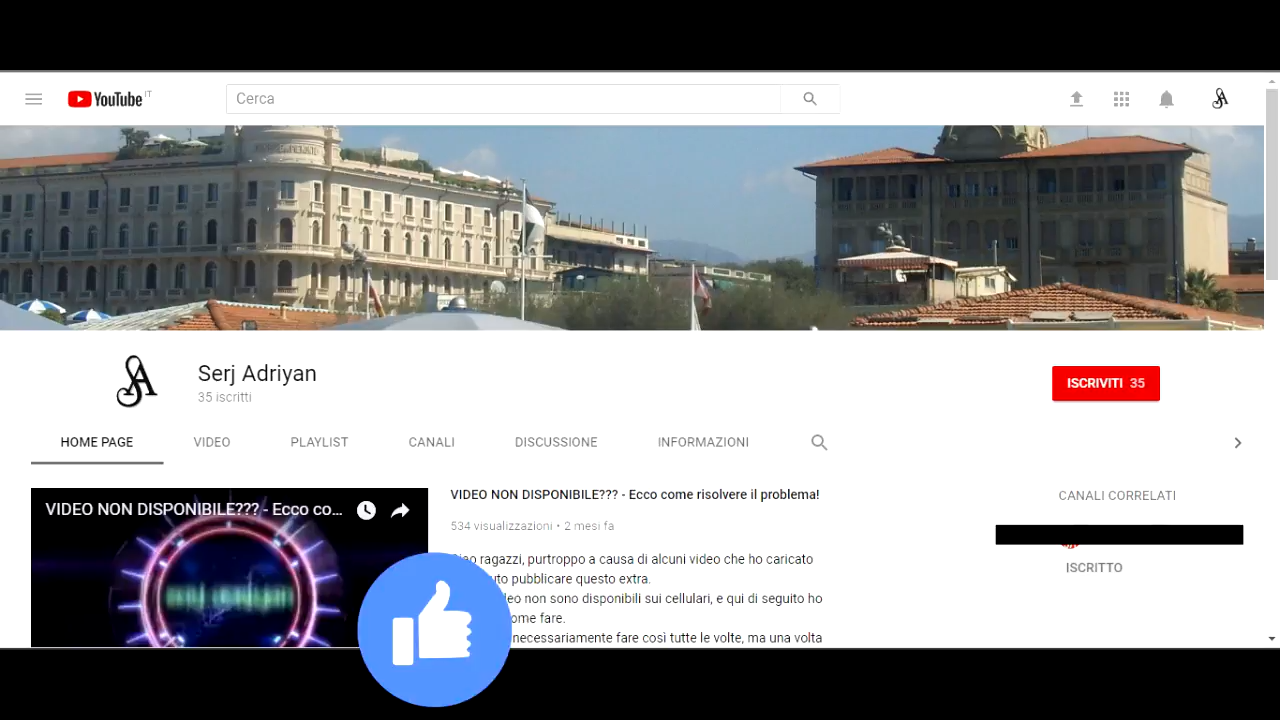 YouTube IT
Cerca
Serj Adriyan
35 iscritti
ISCRIVITI 35
HOME PAGE VIDEO PLAYLIST CANALI DISCUSSIONE INFORMAZIONI
VIDEO NON DISPONIBILE??? - Ecco co...
VIDEO NON DISPONIBILE??? - Ecco come risolvere il problema!
534 visualizzazioni • 2 mesi fa
ragazzi, purtroppo a causa di alcuni video che ho caricato
pubblicare questo extra.
non sono disponibili sui cellulari, e qui di seguito ho
fare.
necessariamente fare così tutte le volte, ma una volta
CANALI CORRELATI
ISCRITTO